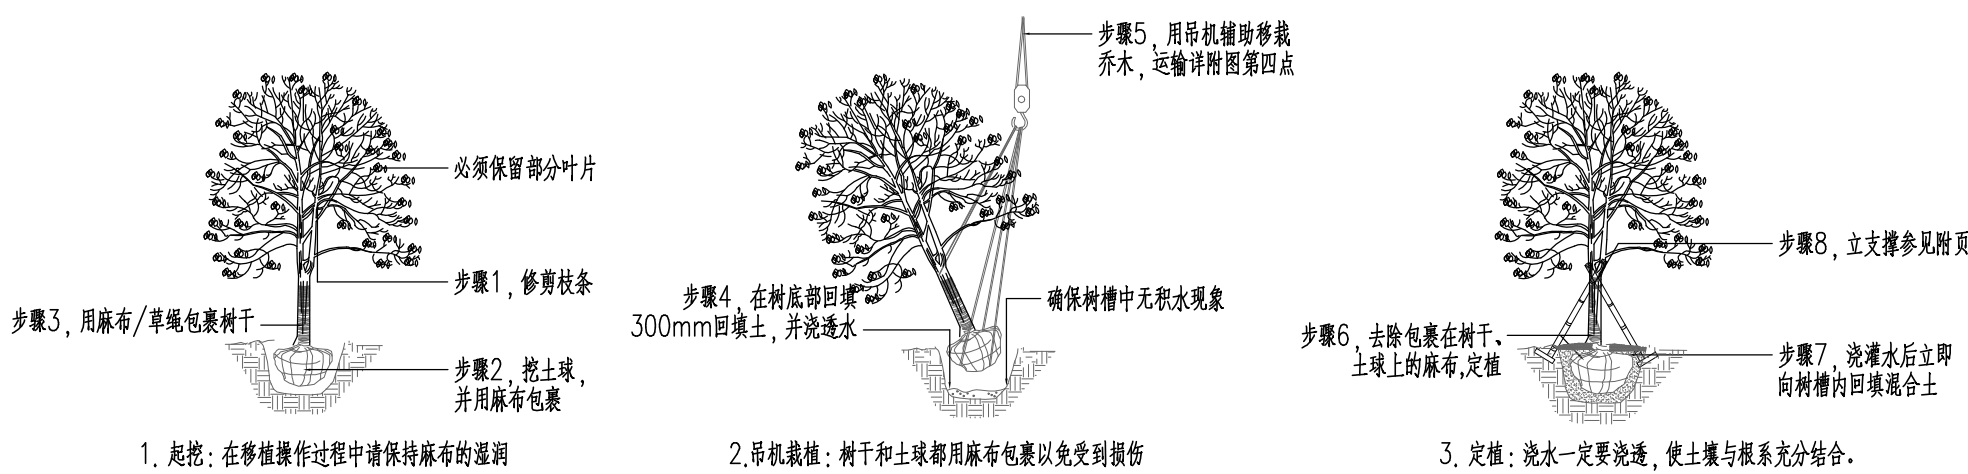 必须保留部分叶片
步骤1，修剪枝条
步骤3，用麻布/草绳包裹树干
步骤2，挖土球，
并用麻布包裹
1. 起挖：在移植操作过程中请保持麻布的湿润
步骤5，用吊机辅助移栽
乔木，运输详附图第四点
步骤4，在树底部回填
300mm回填土，并浇透水
确保树槽中无积水现象
2.吊机栽植：树干和土球都用麻布包裹以免受到损伤
步骤8，立支撑参见附页
步骤6，去除包裹在树干、
土球上的麻布,定植
步骤7，浇灌水后立即
向树槽内回填混合土
3. 定植：浇水一定要浇透，使土壤与根系充分结合。